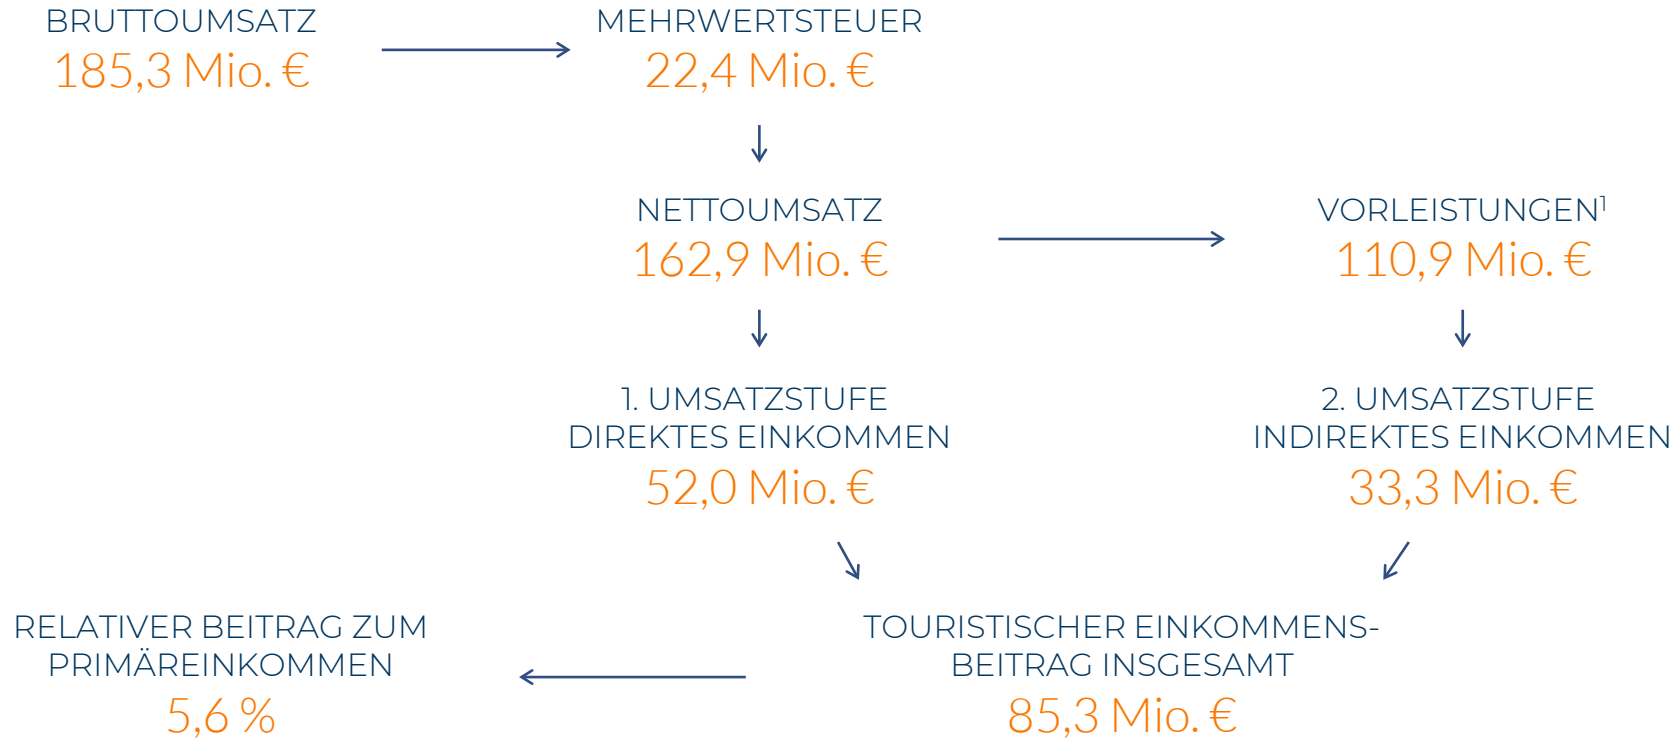 BRUTTOUMSATZ
185,3 Mio. €
MEHRWERTSTEUER
22,4 Mio. €
NETTOUMSATZ
162,9 Mio. €
VORLEISTUNGEN¹
110,9 Mio. €
1. UMSATZSTUFE
DIREKTES EINKOMMEN
52,0 Mio. €
2. UMSATZSTUFE
INDIREKTES EINKOMMEN
33,3 Mio. €
RELATIVER BEITRAG ZUM
PRIMÄREINKOMMEN
5,6 %
TOURISTISCHER EINKOMMENS-
BEITRAG INSGESAMT
85,3 Mio. €